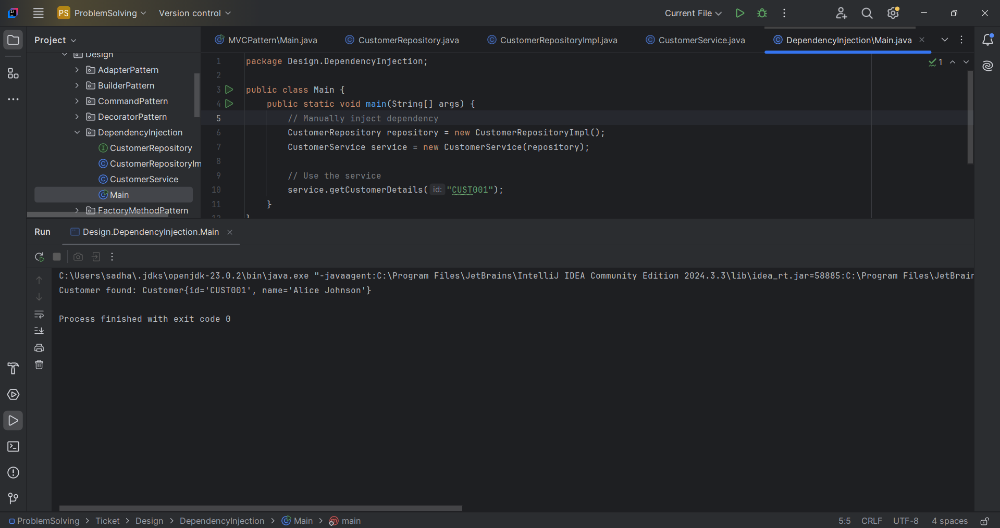 PS ProblemSolving Version control Current File
Project
Design
AdapterPattern
BuilderPattern
CommandPattern
DecoratorPattern
DependencyInjection
CustomerRepository
CustomerRepositoryIm
CustomerService
Main
FactoryMethodPattern
MVCPattern\Main.java CustomerRepository.java CustomerRepositoryImpl.java CustomerService.java DependencyInjection\Main.java
1 package Design.DependencyInjection; 1
2
3 public class Main {
4 public static void main(String[] args) {
5 // Manually inject dependency
6 CustomerRepository repository = new CustomerRepositoryImpl();
7 CustomerService service = new CustomerService(repository);
8
9 // Use the service
10 service.getCustomerDetails( id: "CUST001");
11 }
12 }
Run Design.DependencyInjection.Main
C:\Users\sadha\.jdks\openjdk-23.0.2\bin\java.exe "-javaagent:C:\Program Files\JetBrains\IntelliJ IDEA Community Edition 2024.3.3\lib\idea_rt.jar=58885:C:\Program Files\JetBrain
Customer found: Customer{id='CUST001', name='Alice Johnson'}
Process finished with exit code 0
ProblemSolving > Ticket > Design > DependencyInjection > Main > main 5:5 CRLF UTF-8 4 spaces